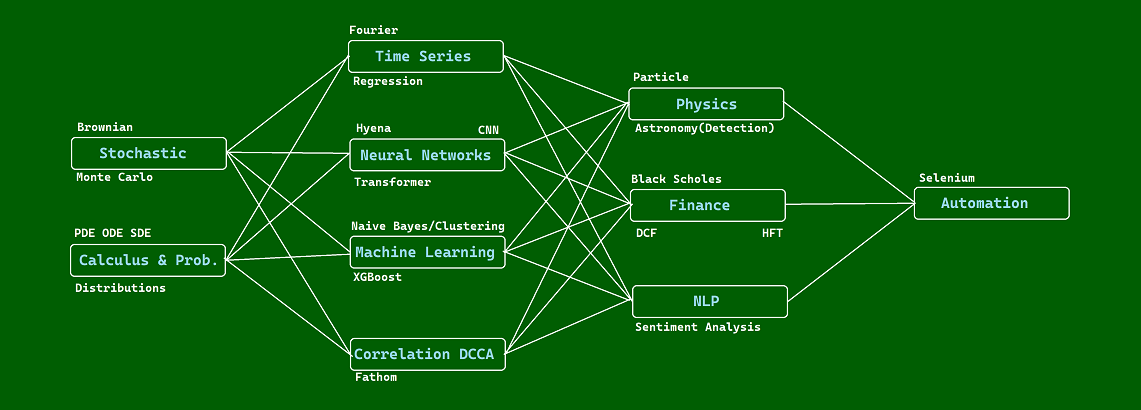 Brownian
Stochastic
Monte Carlo
PDE ODE SDE
Calculus & Prob.
Distributions
Fourier
Time Series
Regression
Hyena CNN
Neural Networks
Transformer
Naive Bayes/Clustering
Machine Learning
XGBoost
Correlation DCCA
Fathom
Particle
Physics
Astronomy(Detection)
Black Scholes
Finance
DCF HFT
NLP
Sentiment Analysis
Selenium
Automation